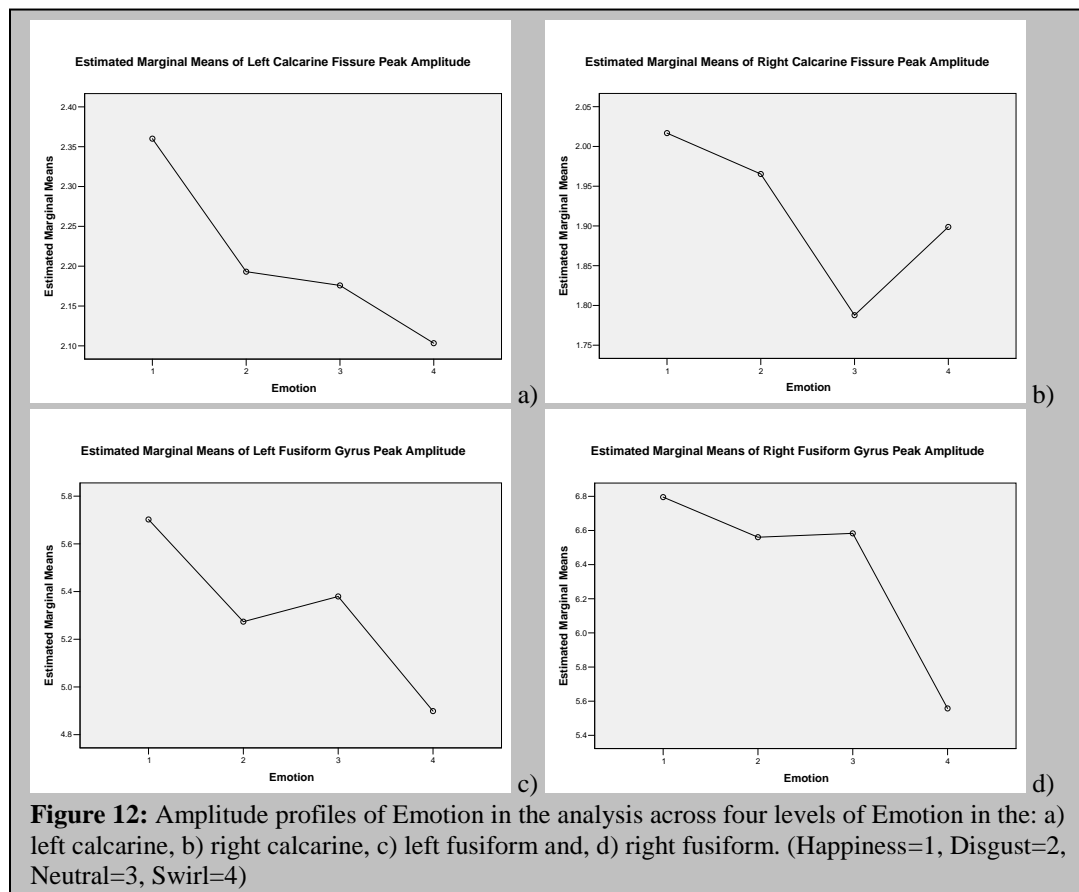 Estimated Marginal Means of Left Calcarine Fissure Peak Amplitude
Estimated Marginal Means
2.40
2.35
2.30
2.25
2.20
2.15
2.10
1 2 3 4
Emotion
a)
Estimated Marginal Means of Right Calcarine Fissure Peak Amplitude
Estimated Marginal Means
2.05
2.00
1.95
1.90
1.85
1.80
1.75
1 2 3 4
Emotion
b)
Estimated Marginal Means of Left Fusiform Gyrus Peak Amplitude
Estimated Marginal Means
5.8
5.6
5.4
5.2
5.0
4.8
1 2 3 4
Emotion
c)
Estimated Marginal Means of Right Fusiform Gyrus Peak Amplitude
Estimated Marginal Means
6.8
6.6
6.4
6.2
6.0
5.8
5.6
5.4
1 2 3 4
Emotion
d)
Figure 12: Amplitude profiles of Emotion in the analysis across four levels of Emotion in the: a)
left calcarine, b) right calcarine, c) left fusiform and, d) right fusiform. (Happiness=1, Disgust=2,
Neutral=3, Swirl=4)